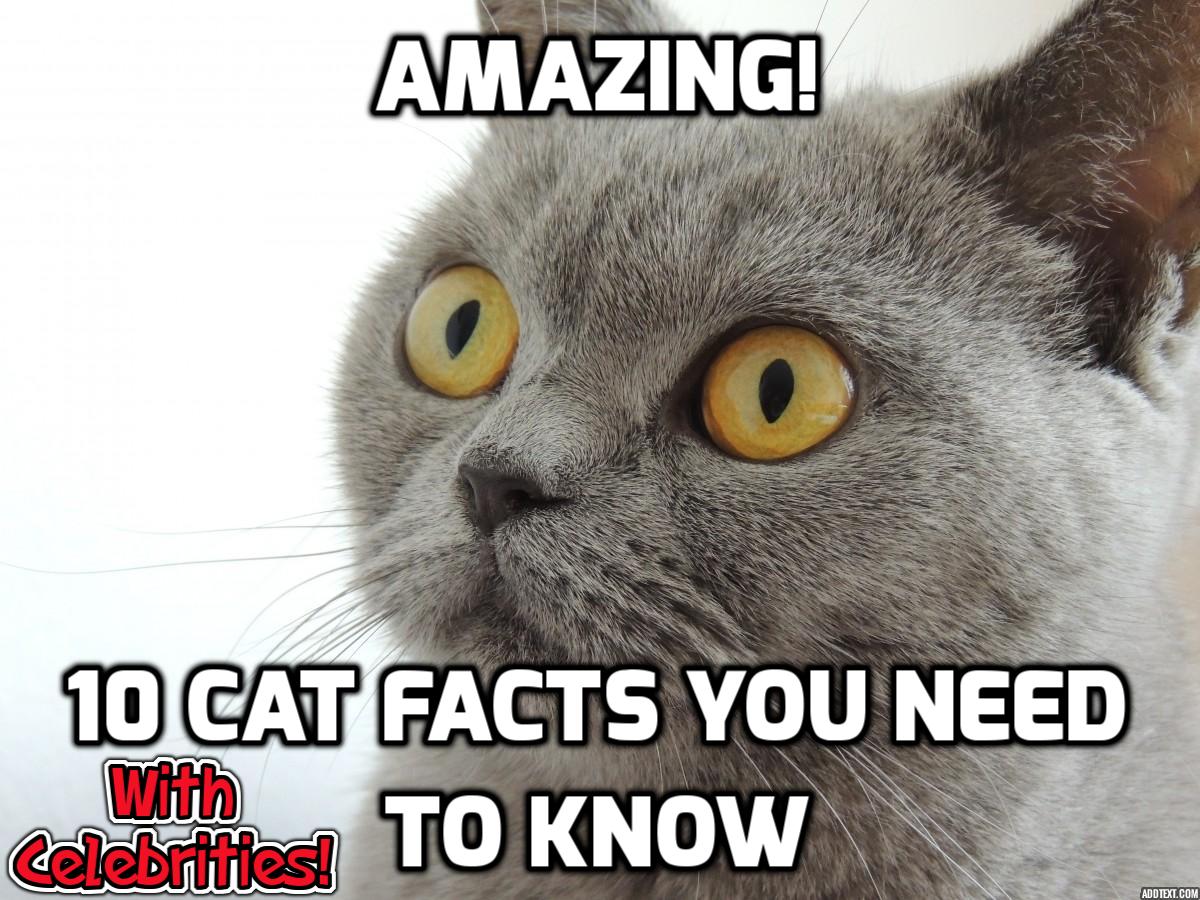 AMAZING!
10 CAT FACTS YOU NEED
TO KNOW
With
Celebrities!
ADDTEXT.COM